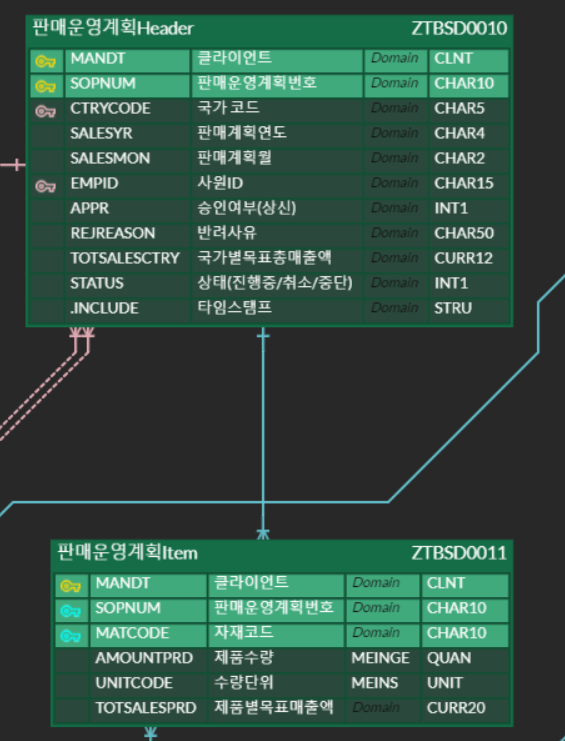 판매운영계획Header ZTBSD0010
MANDT 클라이언트 Domain CLNT
SOPNUM 판매운영계획번호 Domain CHAR10
CTRYCODE 국가 코드 Domain CHAR5
SALESYR 판매계획연도 Domain CHAR4
SALESMON 판매계획월 Domain CHAR2
EMPID 사원ID Domain CHAR15
APPR 승인여부(상신) Domain INT1
REJREASON 반려사유 Domain CHAR50
TOTSALESCTRY 국가별목표총매출액 Domain CURR12
STATUS 상태(진행중/취소/중단) Domain INT1
.INCLUDE 타임스탬프 Domain STRU
판매운영계획Item ZTBSD0011
MANDT 클라이언트 Domain CLNT
SOPNUM 판매운영계획번호 Domain CHAR10
MATCODE 자재코드 Domain CHAR10
AMOUNTPRD 제품수량 MEINGE QUAN
UNITCODE 수량단위 MEINS UNIT
TOTSALESPRD 제품별목표매출액 Domain CURR20